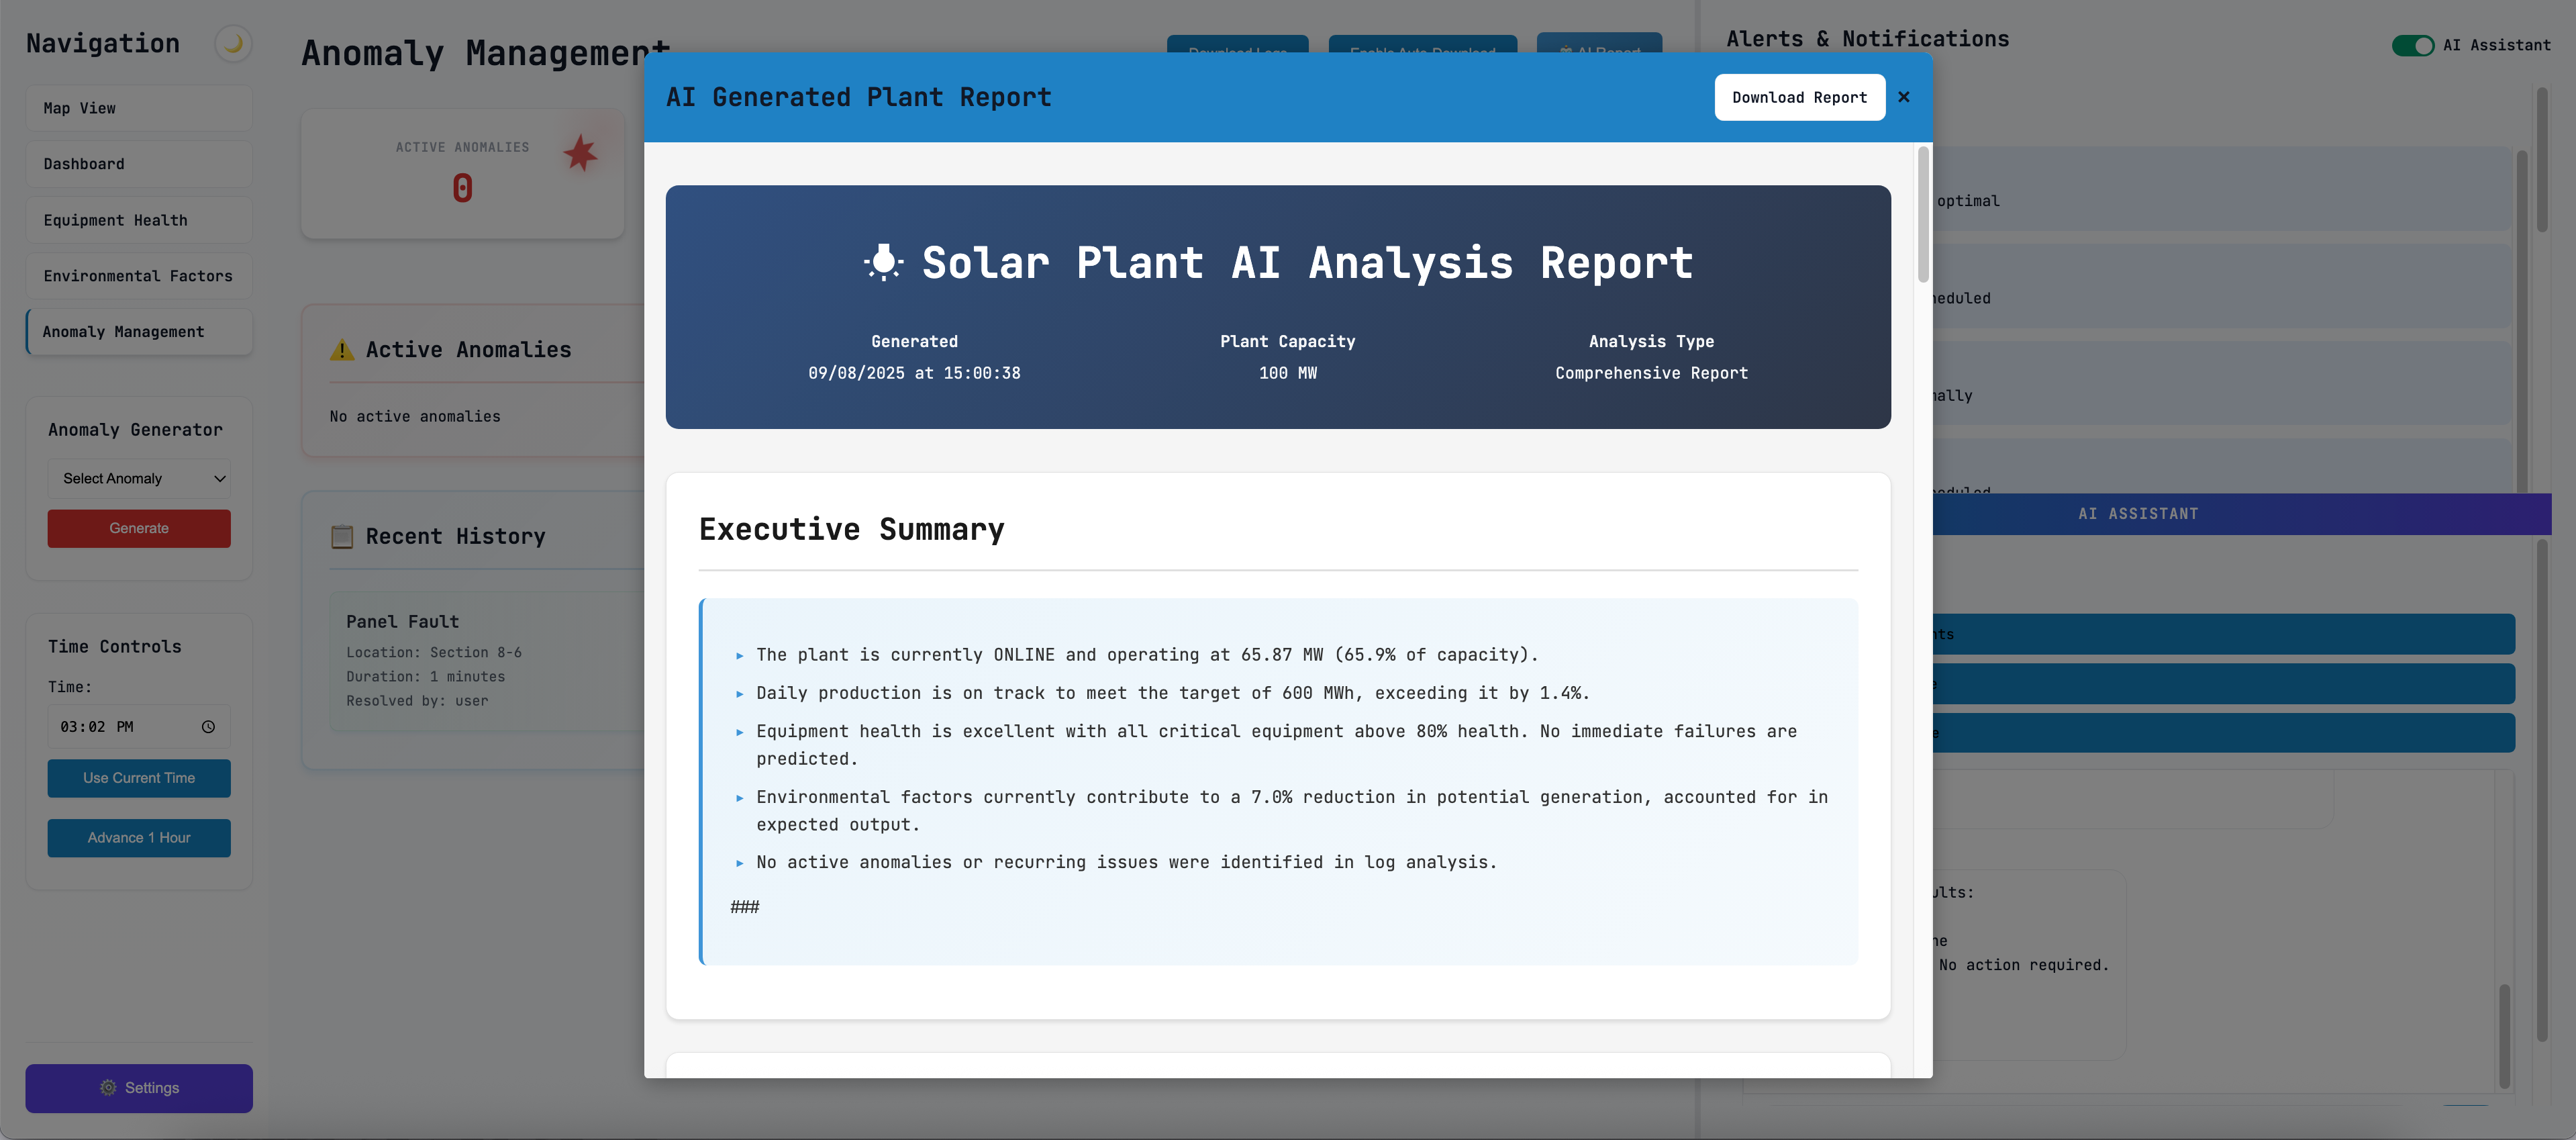 Navigation
Map View
Dashboard
Equipment Health
Environmental Factors
Anomaly Management
Anomaly Generator
Select Anomaly
Generate
Time Controls
Time:
03:02 PM
Use Current Time
Advance 1 Hour
Settings
Anomaly Management
Download Logs
Enable Auto Download
AI Report
ACTIVE ANOMALIES
0
Active Anomalies
No active anomalies
Recent History
Panel Fault
Location: Section 8-6
Duration: 1 minutes
Resolved by: user
AI Generated Plant Report
Download Report
Solar Plant AI Analysis Report
Generated
09/08/2025 at 15:00:38
Plant Capacity
100 MW
Analysis Type
Comprehensive Report
Executive Summary
The plant is currently ONLINE and operating at 65.87 MW (65.9% of capacity).
Daily production is on track to meet the target of 600 MWh, exceeding it by 1.4%.
Equipment health is excellent with all critical equipment above 80% health. No immediate failures are
predicted.
Environmental factors currently contribute to a 7.0% reduction in potential generation, accounted for in
expected output.
No active anomalies or recurring issues were identified in log analysis.
###
Alerts & Notifications
AI Assistant
optimal
AI ASSISTANT
No action required.